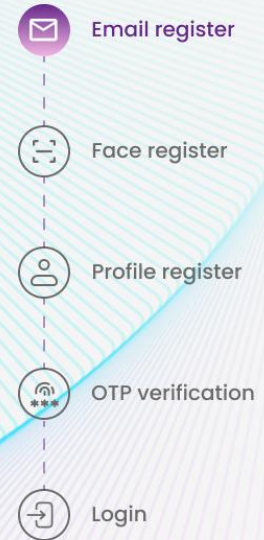 Email register
Face register
Profile register
OTP verification
Login